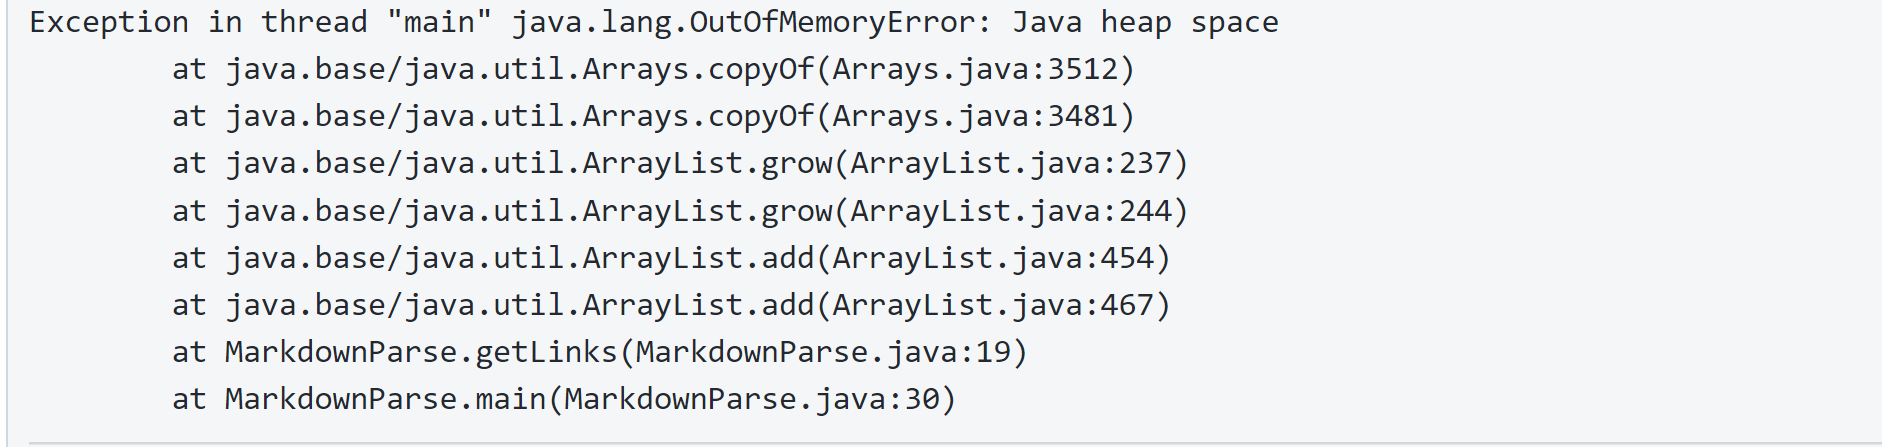 Exception in thread "main" java.lang.OutOfMemoryError: Java heap space
at java.base/java.util.Arrays.copyOf(Arrays.java:3512)
at java.base/java.util.Arrays.copyOf(Arrays.java:3481)
at java.base/java.util.ArrayList.grow(ArrayList.java:237)
at java.base/java.util.ArrayList.grow(ArrayList.java:244)
at java.base/java.util.ArrayList.add(ArrayList.java:454)
at java.base/java.util.ArrayList.add(ArrayList.java:467)
at MarkdownParse.getLinks(MarkdownParse.java:19)
at MarkdownParse.main(MarkdownParse.java:30)